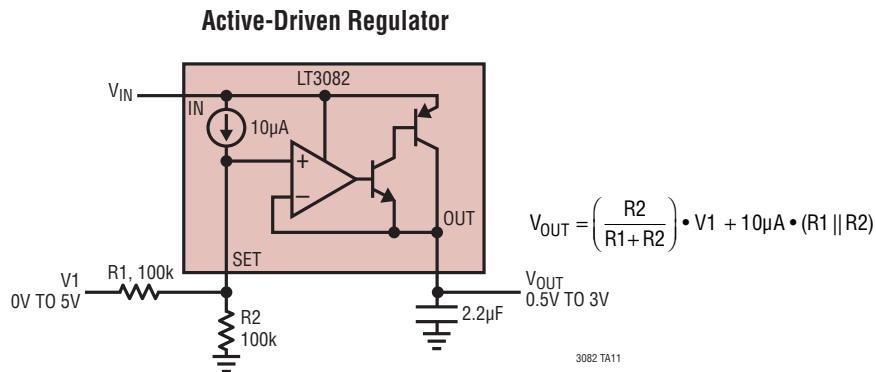 Active-Driven Regulator
LT3082
VIN
IN
10µA
+
–
OUT
VOUT = (R2 / R1 + R2) • V1 + 10µA • (R1 || R2)
SET
V1
0V TO 5V
R1, 100k
R2
100k
VOUT
0.5V TO 3V
2.2µF
3082 TA11